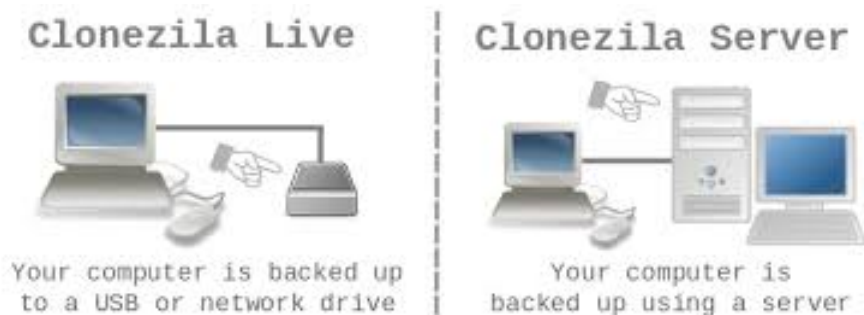 Clonezila Live
Your computer is backed up
to a USB or network drive
Clonezila Server
Your computer is
backed up using a server